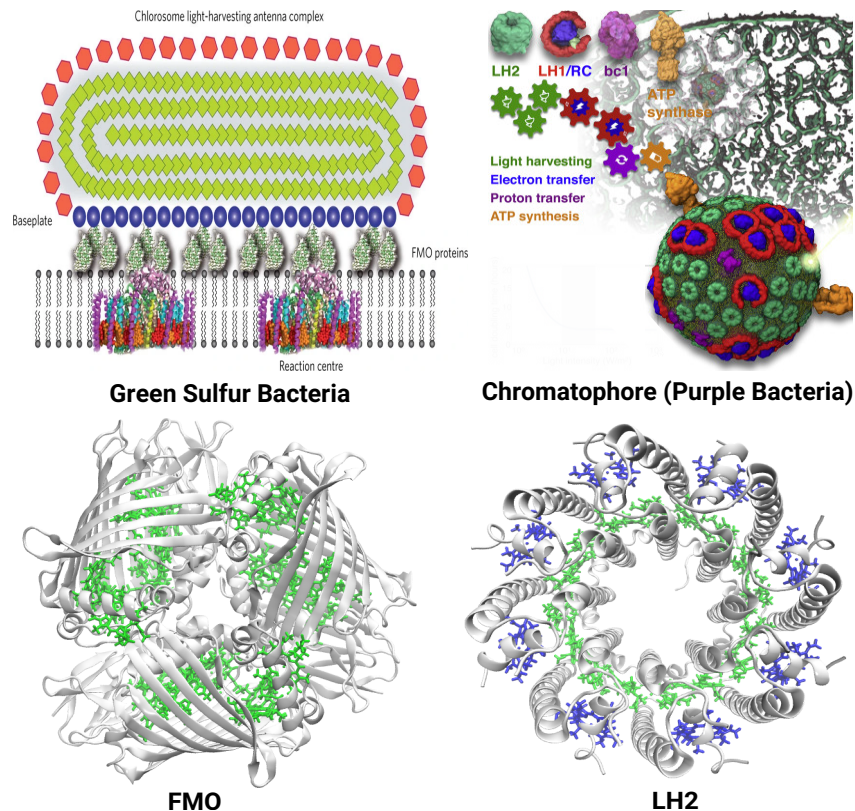 Chlorosome light-harvesting antenna complex
Baseplate
FMO proteins
Reaction centre
Green Sulfur Bacteria
LH2
LH1/RC
bc1
ATP
synthase
Light harvesting
Electron transfer
Proton transfer
ATP synthesis
Chromatophore (Purple Bacteria)
FMO
LH2